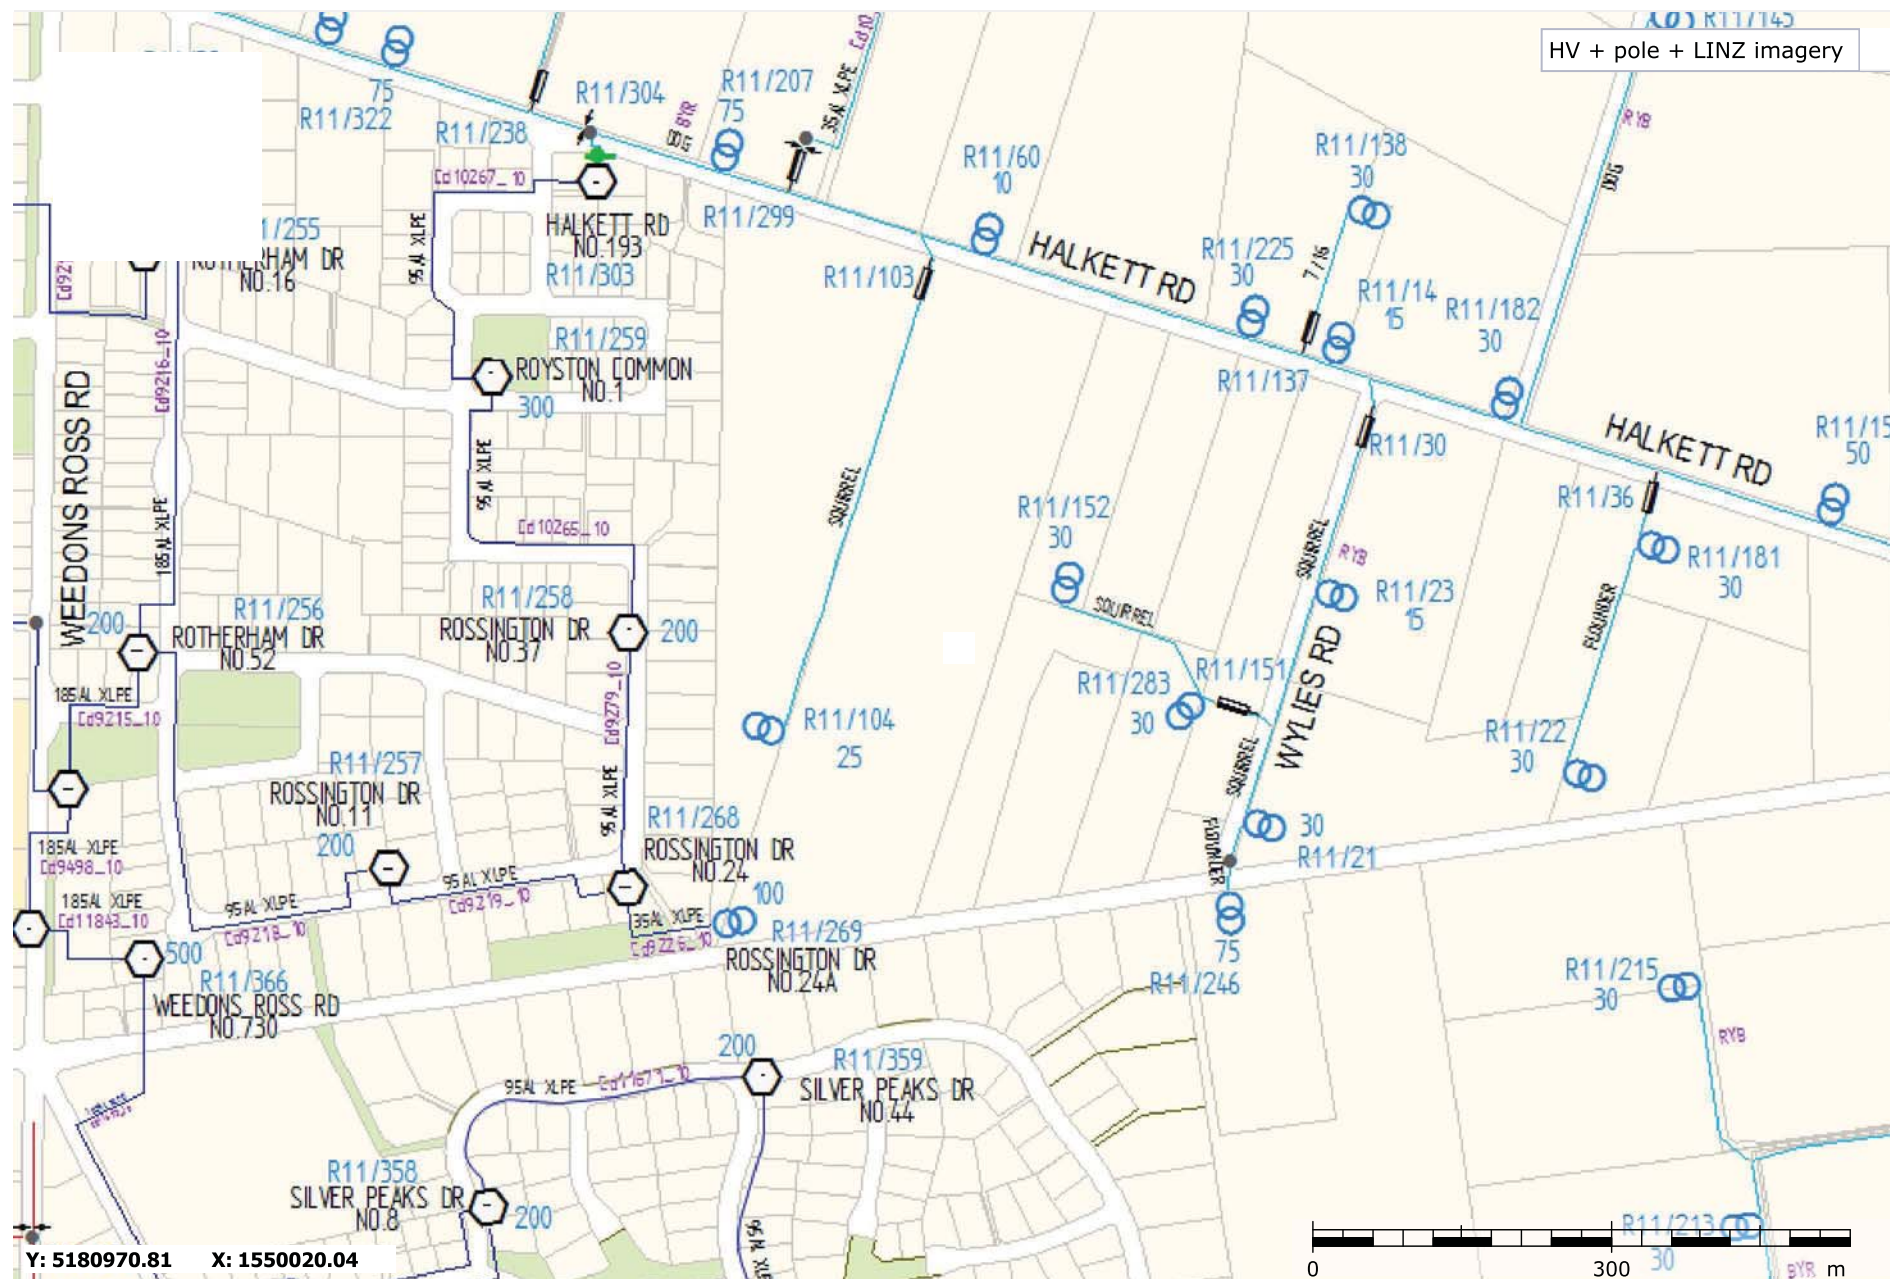 R11/145
HV + pole + LINZ imagery
75
R11/322
R11/304
R11/238
R11/207
75
BYR
DOG
35AL XLPE
Cd10
RYB
DOG
R11/60
10
R11/138
30
Cd10267_10
95AL XLPE
HALKETT RD
NO.193
R11/303
R11/299
R11/103
HALKETT RD
R11/225
30
7/16
R11/14
15
R11/182
30
R11/137
1/255
ROTHERHAM DR
NO.16
Cd92
Cd9216_10
R11/259
ROYSTON COMMON
NO.1
300
WEEDONS ROSS RD
185AL XLPE
95AL XLPE
Cd10265_10
SQUIRREL
R11/30
HALKETT RD
R11/15
50
R11/36
R11/181
30
R11/152
30
SQUIRREL
SQUIRREL
RYB
R11/23
15
FLOUNDER
200
R11/256
ROTHERHAM DR
NO.52
R11/258
ROSSINGTON DR
NO.37
200
185AL XLPE
Cd9215_10
Cd9279_10
95AL XLPE
R11/104
25
R11/283
30
R11/151
SQUIRREL
WYLIES RD
R11/22
30
R11/257
ROSSINGTON DR
NO.11
200
R11/268
ROSSINGTON DR
NO.24
185AL XLPE
Cd9498_10
185AL XLPE
Cd11843_10
95AL XLPE
Cd9218_10
95AL XLPE
Cd9219_10
35AL XLPE
Cd9226_10
100
R11/269
ROSSINGTON DR
NO.24A
FLOUNDER
30
R11/21
75
R11/246
500
R11/366
WEEDONS ROSS RD
NO.730
R11/215
30
RYB
200
R11/359
SILVER PEAKS DR
NO.44
95AL XLPE
R11/358
SILVER PEAKS DR
NO.8
200
95AL XLPE
R11/213
30
BYR
Y: 5180970.81 X: 1550020.04
0 300 m